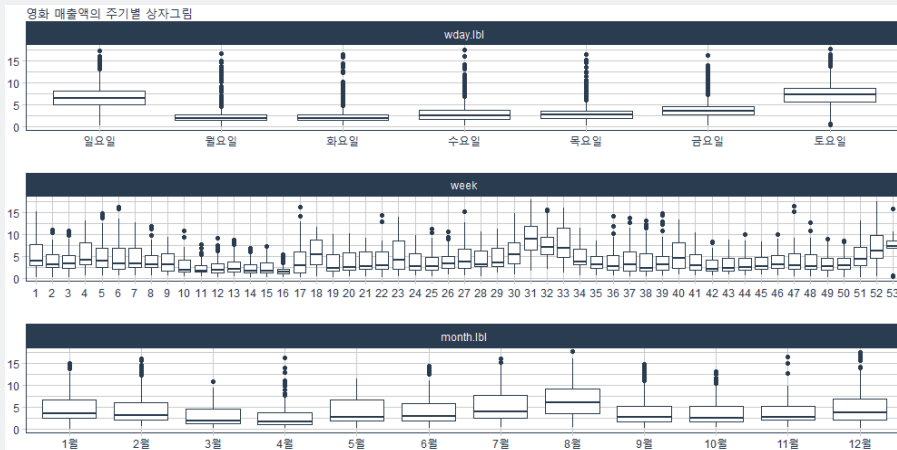 영화 매출액의 주기별 상자그림
wday.lbl
15
10
5
0
일요일 월요일 화요일 수요일 목요일 금요일 토요일
week
15
10
5
0
1 2 3 4 5 6 7 8 9 10 11 12 13 14 15 16 17 18 19 20 21 22 23 24 25 26 27 28 29 30 31 32 33 34 35 36 37 38 39 40 41 42 43 44 45 46 47 48 49 50 51 52 53
month.lbl
15
10
5
0
1월 2월 3월 4월 5월 6월 7월 8월 9월 10월 11월 12월